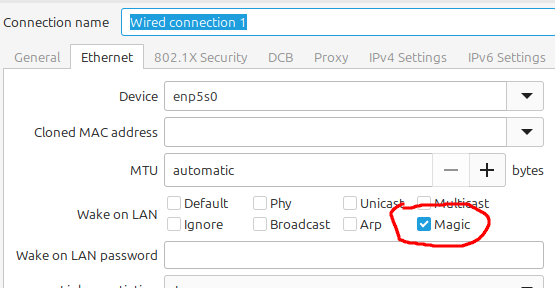 Connection name Wired connection 1
General Ethernet 802.1X Security DCB Proxy IPv4 Settings IPv6 Settings
Device enp5s0
Cloned MAC address
MTU automatic bytes
Default Phy Unicast Multicast
Wake on LAN
Ignore Broadcast Arp Magic
Wake on LAN password